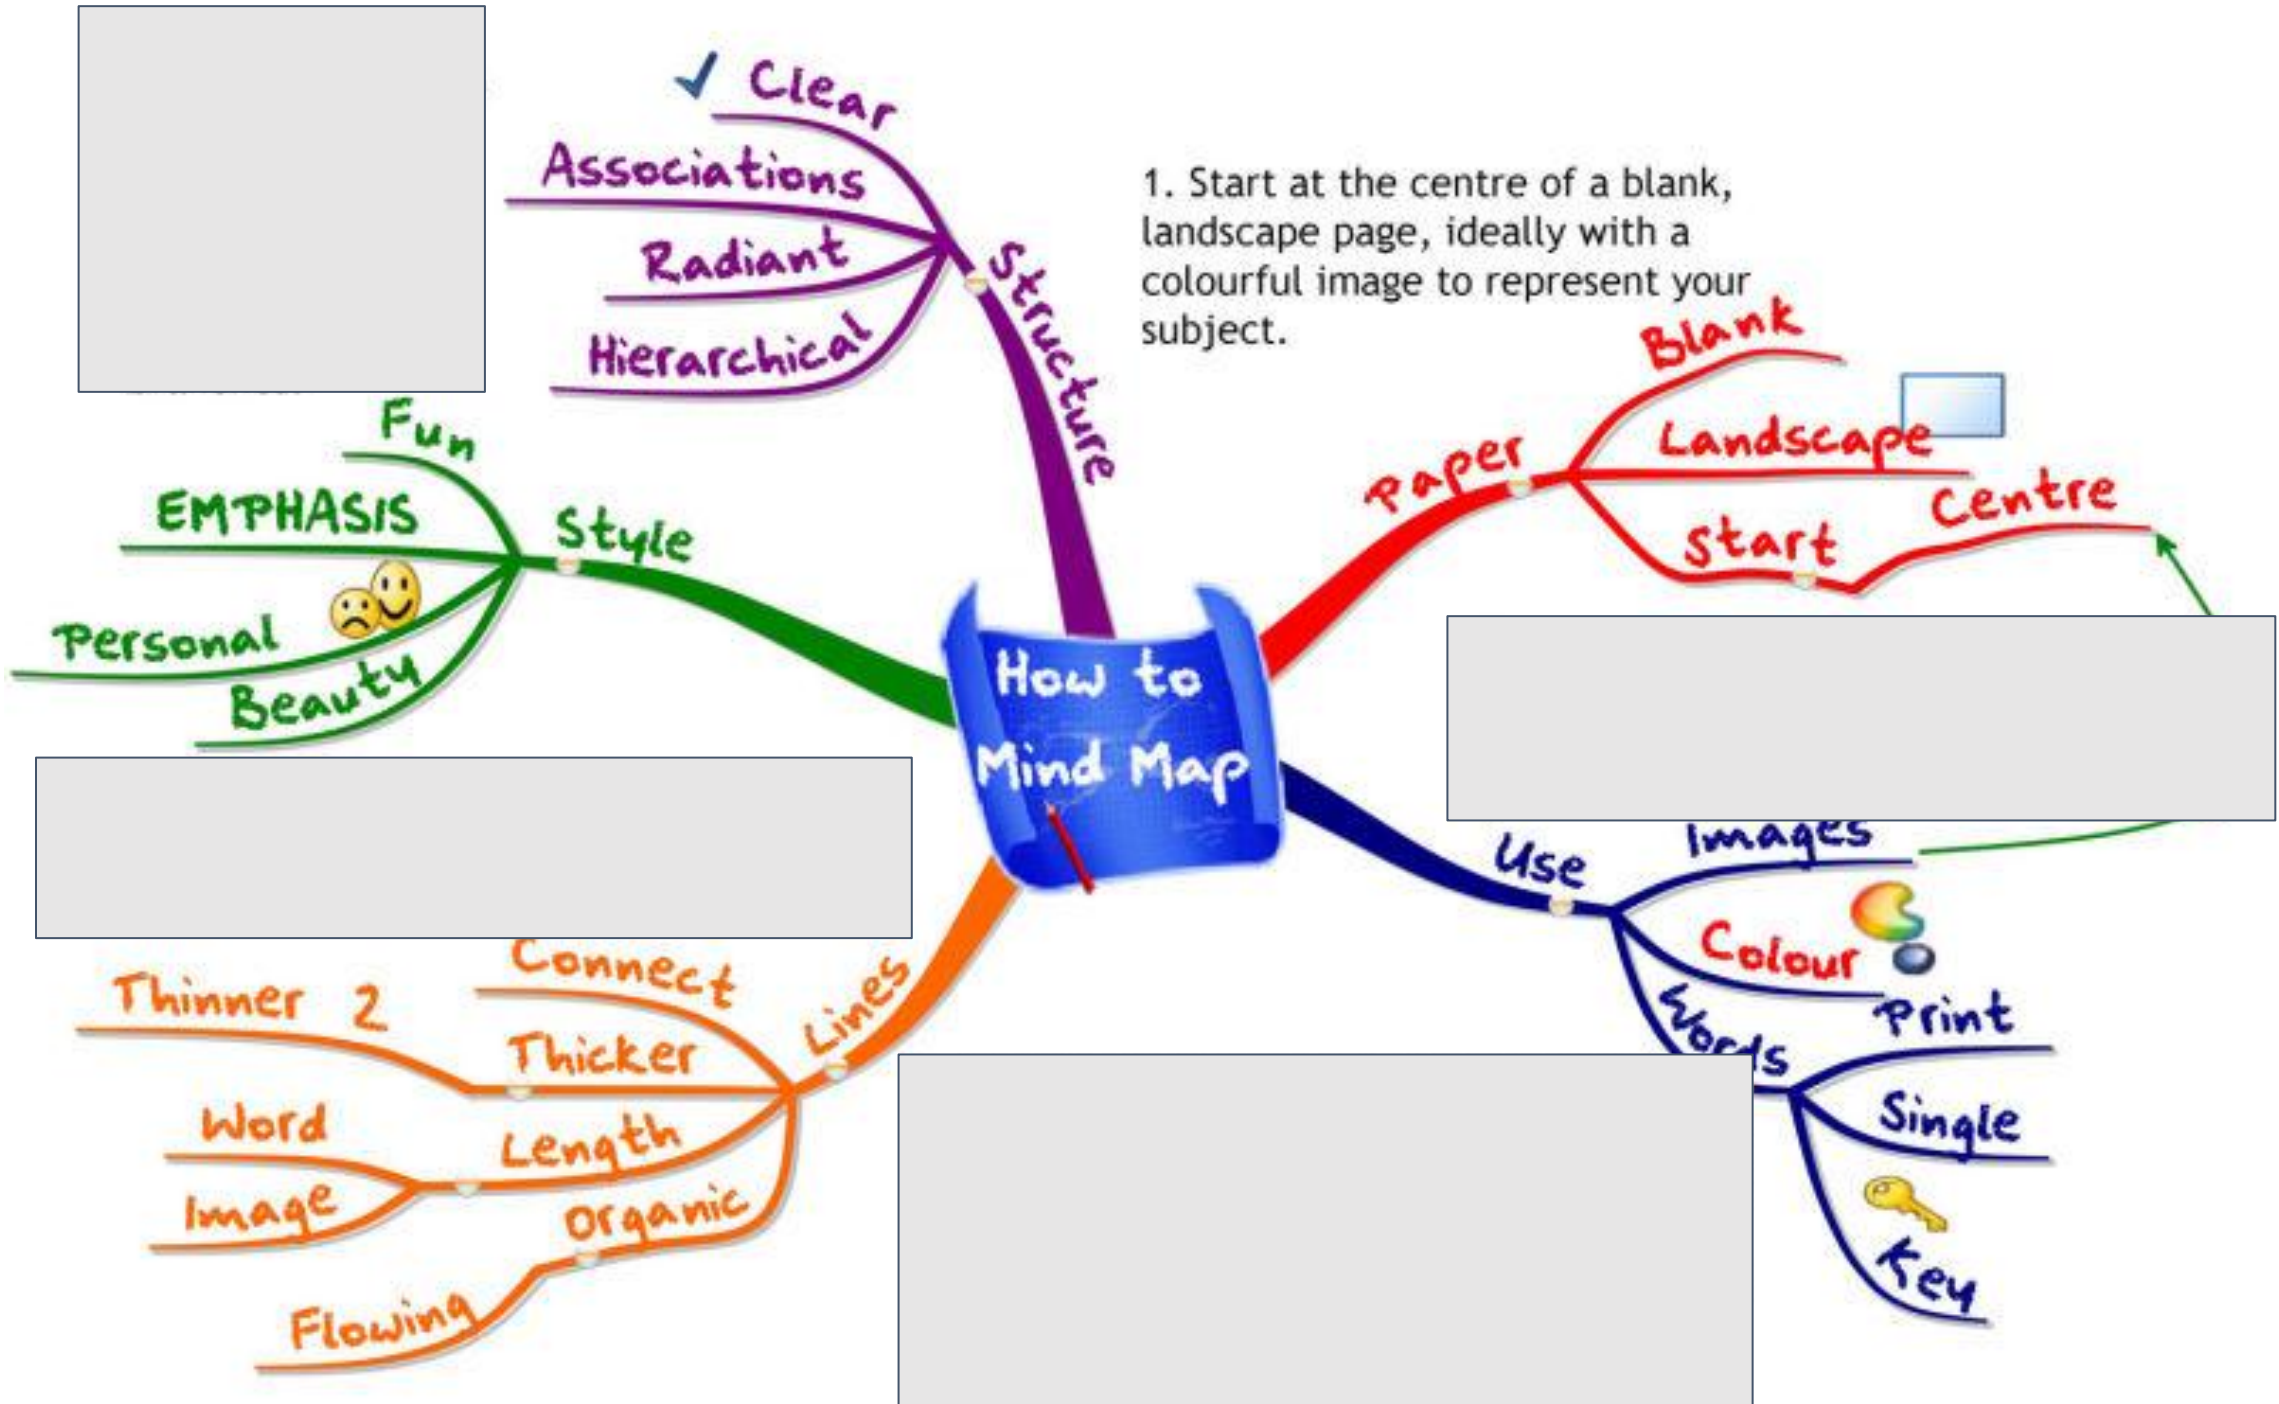 Clear
Associations
Radiant
Hierarchical
Structure
1. Start at the centre of a blank,
landscape page, ideally with a
colourful image to represent your
subject.
Blank
Landscape
Paper
Start
Centre
Fun
EMPHASIS
Style
Personal
Beauty
How to
Mind Map
Use
Images
Colour
Words
Print
Single
Key
Lines
Connect
Thicker
Thinner 2
Length
Word
Image
Organic
Flowing